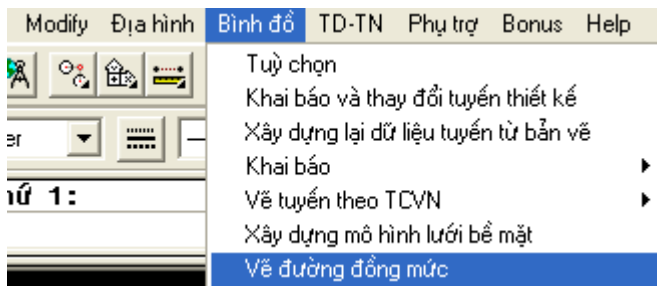 Modify Địa hình Bình đồ TD-TN Phụ trợ Bonus Help
Tuỳ chọn
Khai báo và thay đổi tuyến thiết kế
Xây dựng lại dữ liệu tuyến từ bản vẽ
Khai báo
Vẽ tuyến theo TCVN
Xây dựng mô hình lưới bề mặt
Vẽ đường đồng mức
er
1: